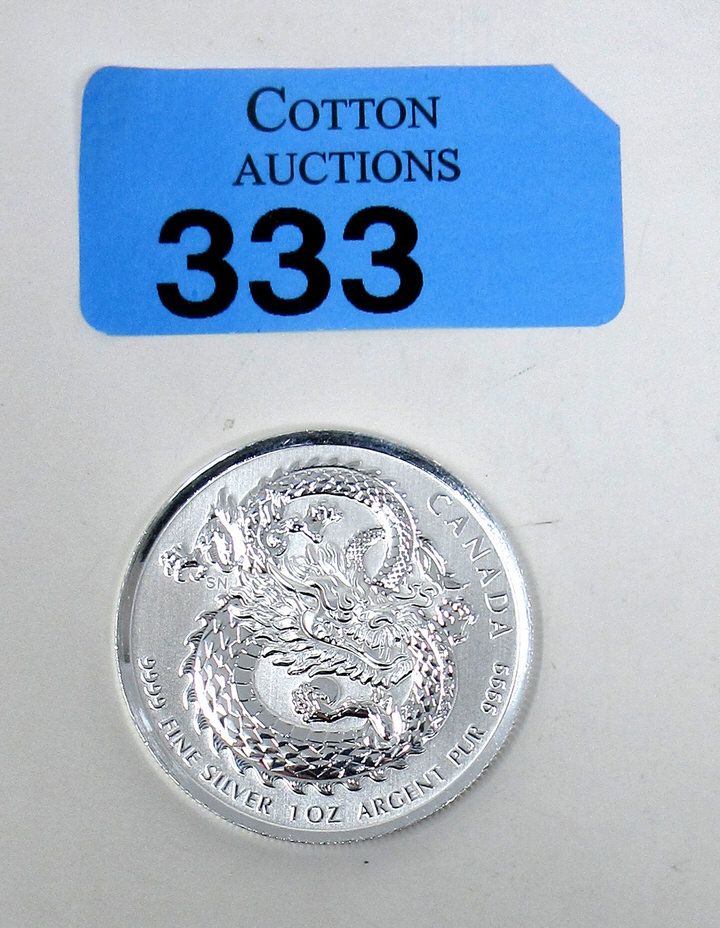 COTTON
AUCTIONS
333
CANADA
SN
9999 FINE SILVER 1 OZ ARGENT PUR 9999